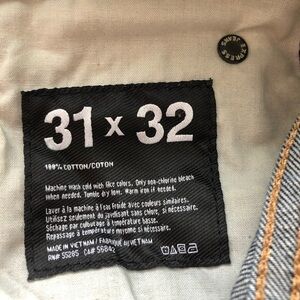 EXPRESS JEANS
31 x 32
100% COTTON/COTON
Machine wash cold with like colors. Only non-chlorine bleach
when needed. Tumble dry low. Warm iron if needed.
Laver à la machine à l'eau froide avec couleurs similaires.
Utilisez seulement du javellisant sans chlore, si nécessaire.
Séchage par culbutage à température basse.
Repassage à température moyenne si nécessaire.
MADE IN VIETNAM / FABRIQUÉ AU VIETNAM
RN# 55285 CA#